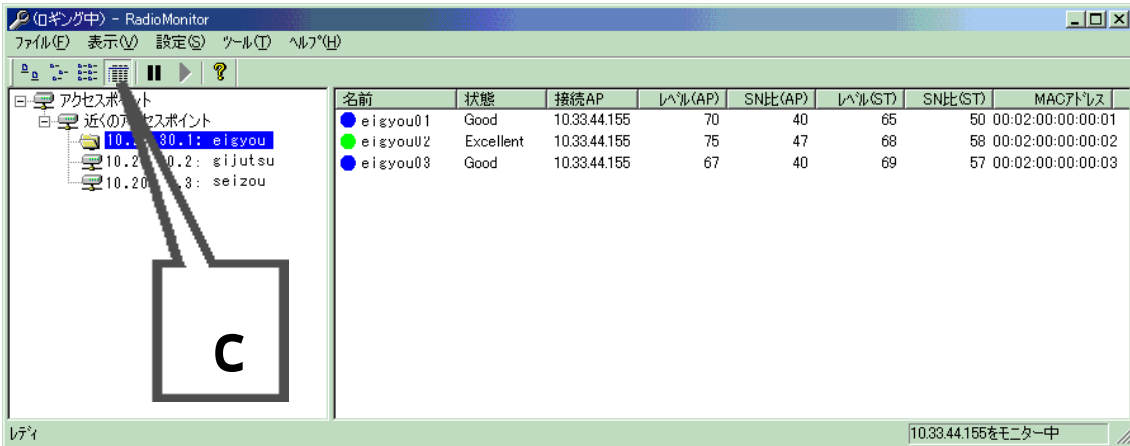 (ロギング中) - RadioMonitor
ファイル(F) 表示(V) 設定(S) ツール(T) ヘルプ(H)
アクセスポイント
近くのアクセスポイント
名前 状態 接続AP レベル(AP) SN比(AP) レベル(ST) SN比(ST) MACアドレス
eigyou01 Good 10.33.44.155 70 40 65 50 00:02:00:00:00:01
eigyou02 Excellent 10.33.44.155 75 47 68 58 00:02:00:00:00:02
eigyou03 Good 10.33.44.155 67 40 69 57 00:02:00:00:00:03
30.1: eigyou
0.2: gijutsu
3: seizou
C
レディ
10.33.44.155をモニター中